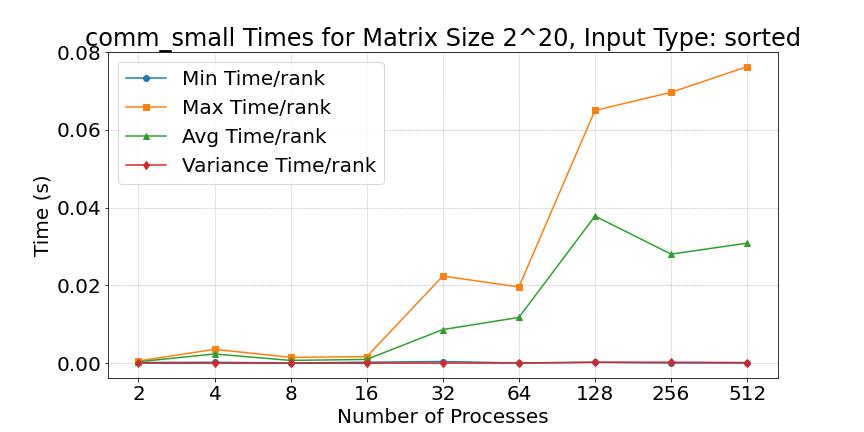 comm_small Times for Matrix Size 2^20, Input Type: sorted
0.08
0.06
0.04
0.02
0.00
Time (s)
Min Time/rank
Max Time/rank
Avg Time/rank
Variance Time/rank
2 4 8 16 32 64 128 256 512
Number of Processes